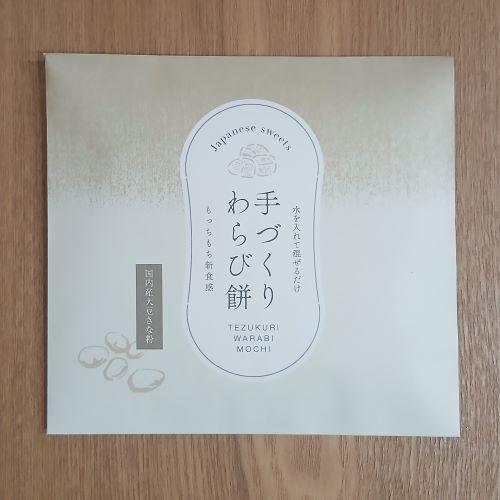 Japanese sweets
水を入れて混ぜるだけ
手づくり
わらび餅
もっちもち新食感
TEZUKURI
WARABI
MOCHI
国内産大豆きな粉